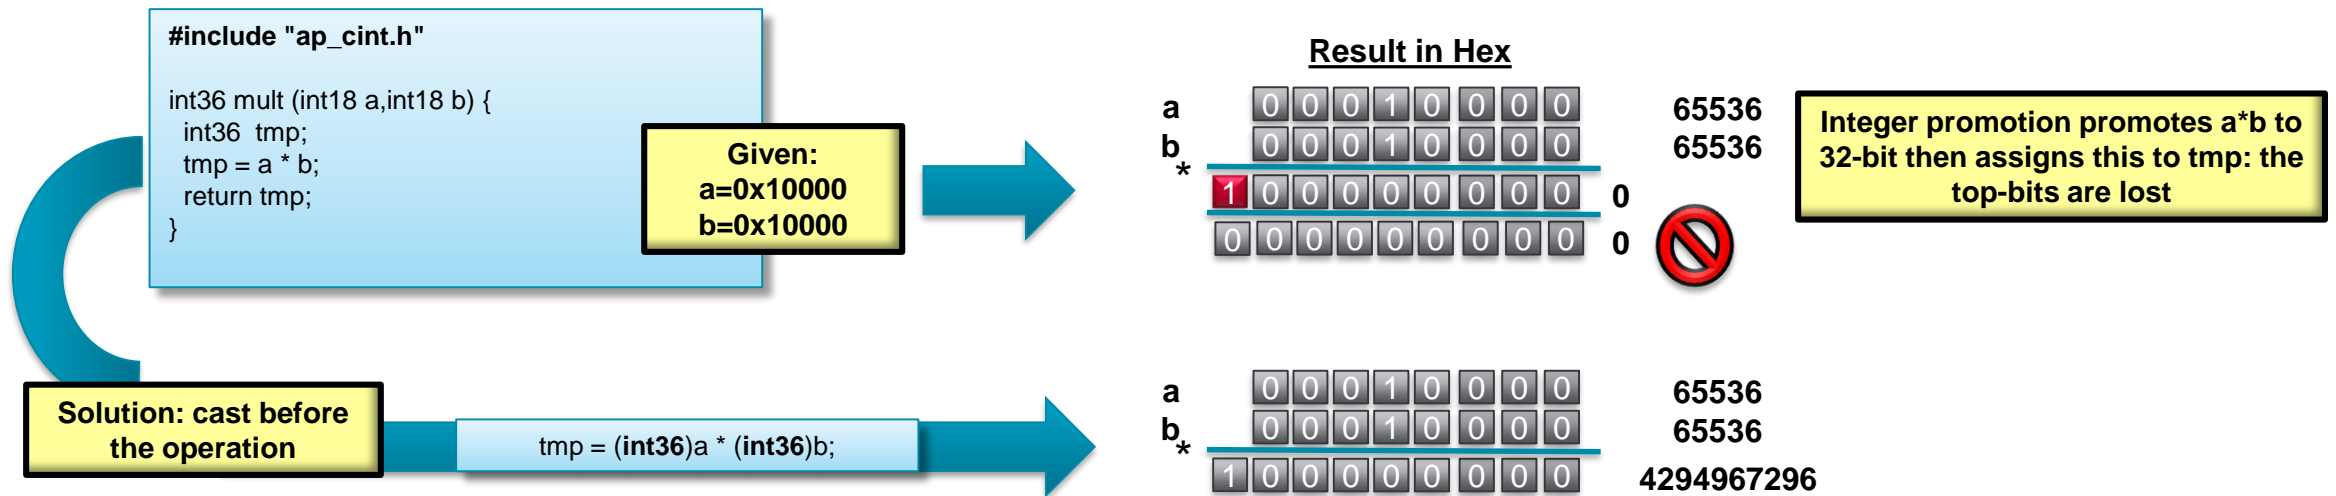 #include "ap_cint.h"
int36 mult (int18 a,int18 b) {
int36 tmp;
tmp = a * b;
return tmp;
}
Given:
a=0x10000
b=0x10000
Result in Hex
a 0 0 0 1 0 0 0 0 65536
b 0 0 0 1 0 0 0 0 65536
*
1 0 0 0 0 0 0 0 0 0
0 0 0 0 0 0 0 0 0 0
Integer promotion promotes a*b to
32-bit then assigns this to tmp: the
top-bits are lost
Solution: cast before
the operation
tmp = (int36)a * (int36)b;
a 0 0 0 1 0 0 0 0 65536
b 0 0 0 1 0 0 0 0 65536
*
1 0 0 0 0 0 0 0 0 4294967296